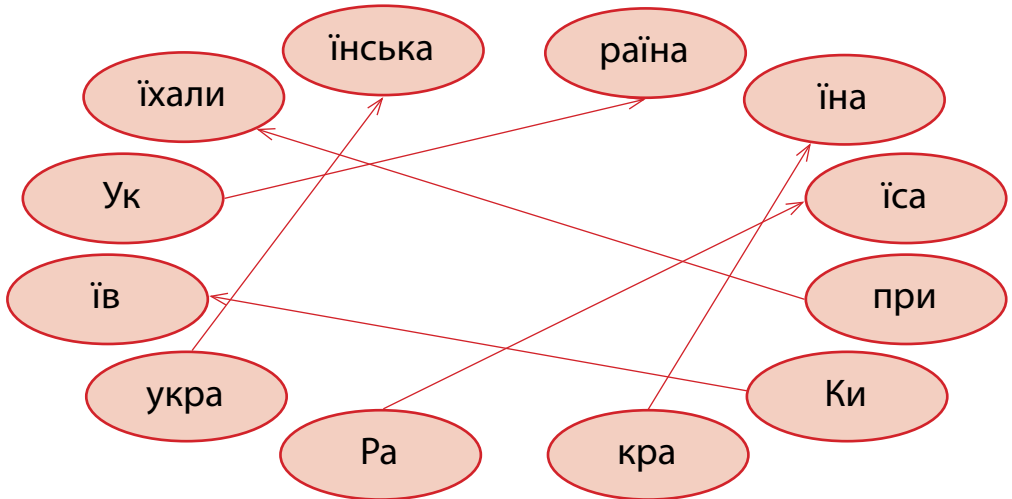 їнська
раїна
їхали
їна
Ук
їса
їв
при
укра
Ки
Ра
кра